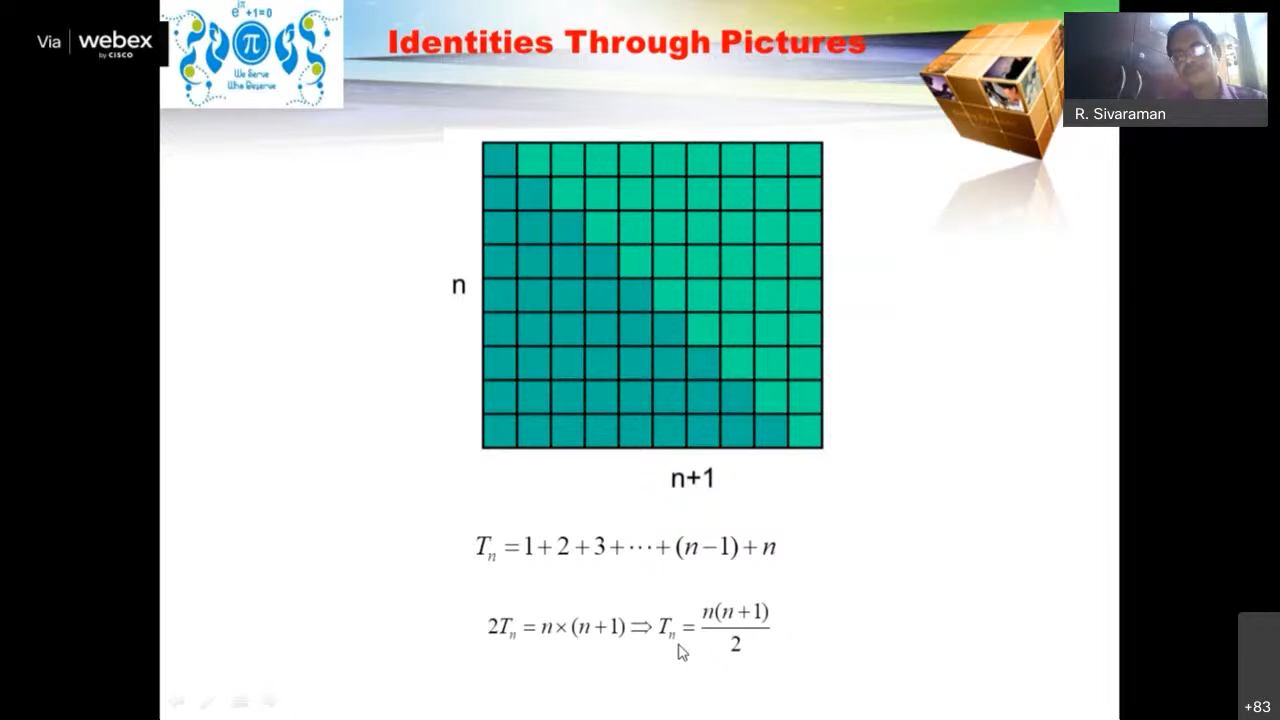 Via webex
by CISCO
e^{iπ} +1=0
π
We Serve
Who Deserve
Identities Through Pictures
R. Sivaraman
n
n+1
T_n = 1 + 2 + 3 + ⋯ + (n − 1) + n
2T_n = n × (n + 1) ⇒ T_n = n(n + 1) / 2
+83